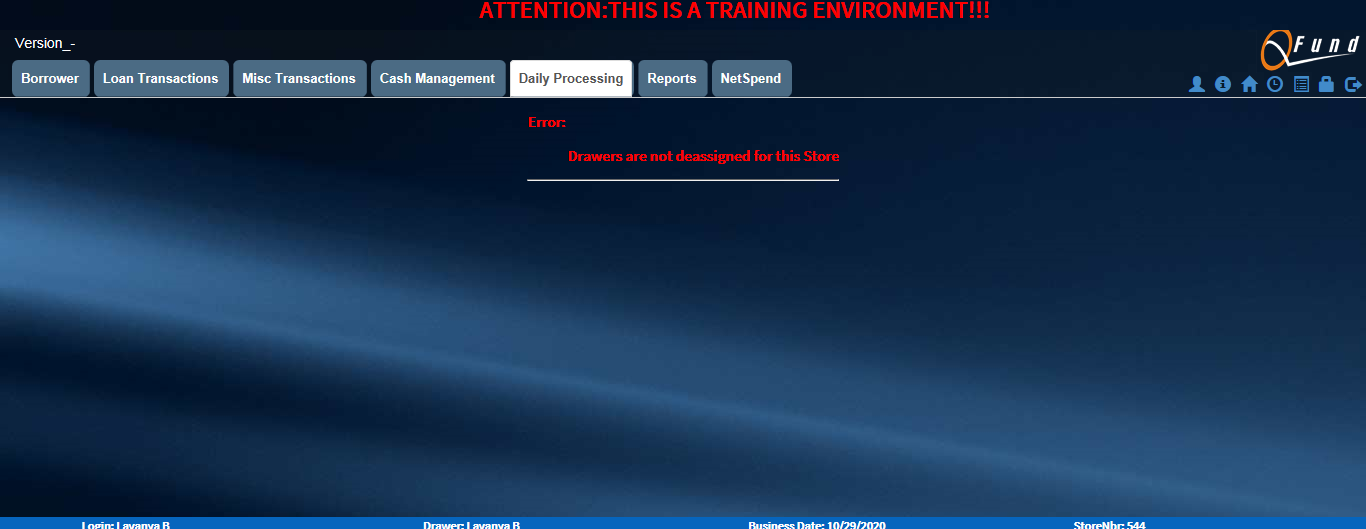 ATTENTION:THIS IS A TRAINING ENVIRONMENT!!!
Version_-
Fund
Borrower Loan Transactions Misc Transactions Cash Management Daily Processing Reports NetSpend
Error:
Drawers are not deassigned for this Store
Login: Lavanya B Drawer: Lavanya B Business Date: 10/29/2020 StoreNbr: 544